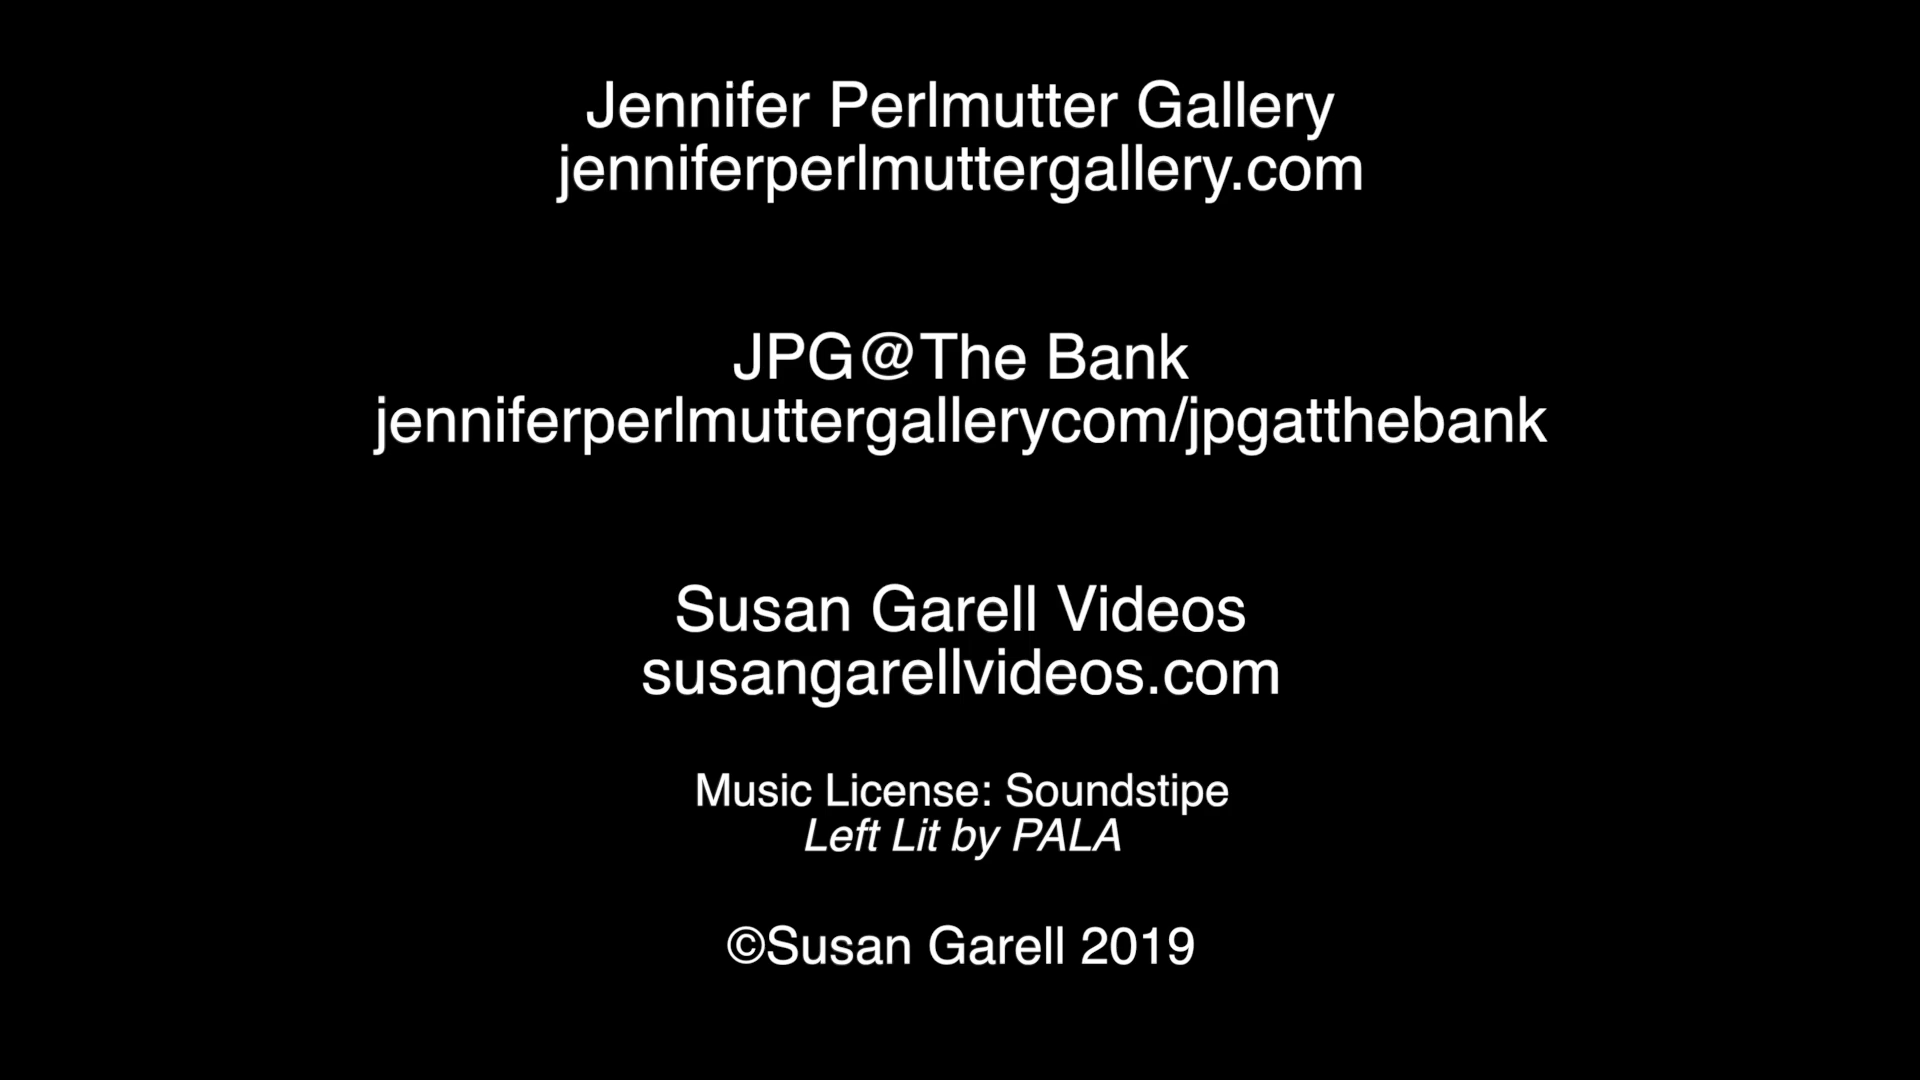 Jennifer Perlmutter Gallery
jenniferperlmuttergallery.com
JPG@The Bank
jenniferperlmuttergallerycom/jpgatthebank
Susan Garell Videos
susangarellvideos.com
Music License: Soundstipe
Left Lit by PALA
©Susan Garell 2019